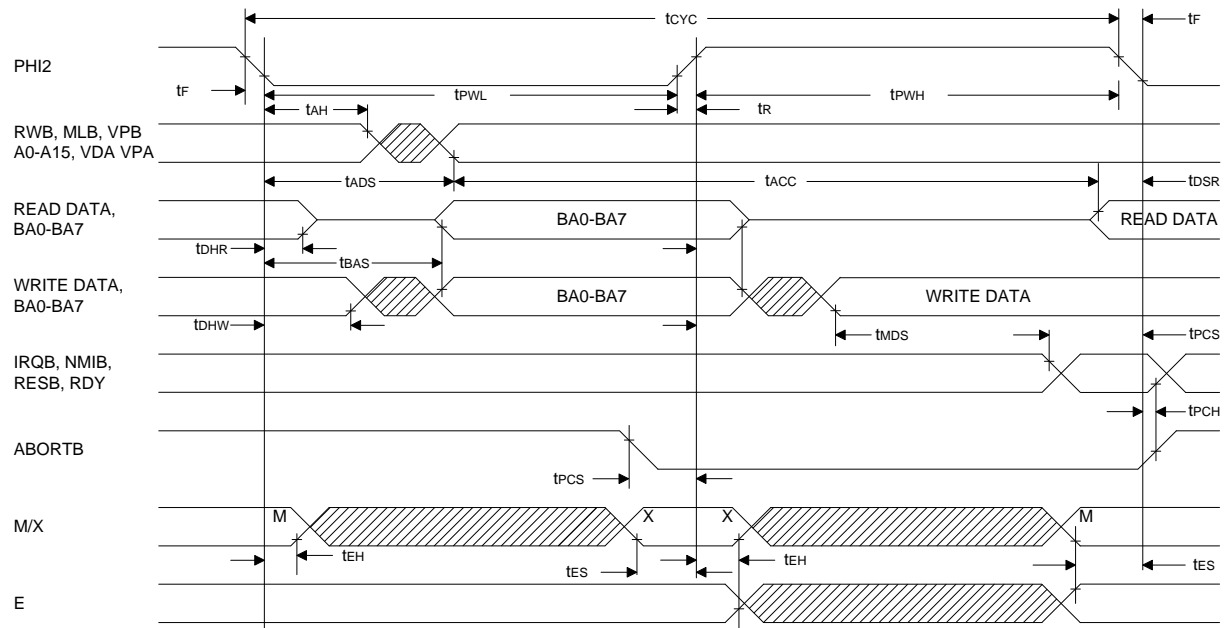 tCYC tF
PHI2
tF tPWL tPWH
tAH tR
RWB, MLB, VPB
A0-A15, VDA VPA
tADS tACC tDSR
READ DATA,
BA0-BA7
BA0-BA7 READ DATA
tDHR
tBAS
WRITE DATA,
BA0-BA7
BA0-BA7 WRITE DATA
tDHW
tMDS tPCS
IRQB, NMIB,
RESB, RDY
tPCH
ABORTB
tPCS
M/X
M X X M
tEH tES tEH tES
E